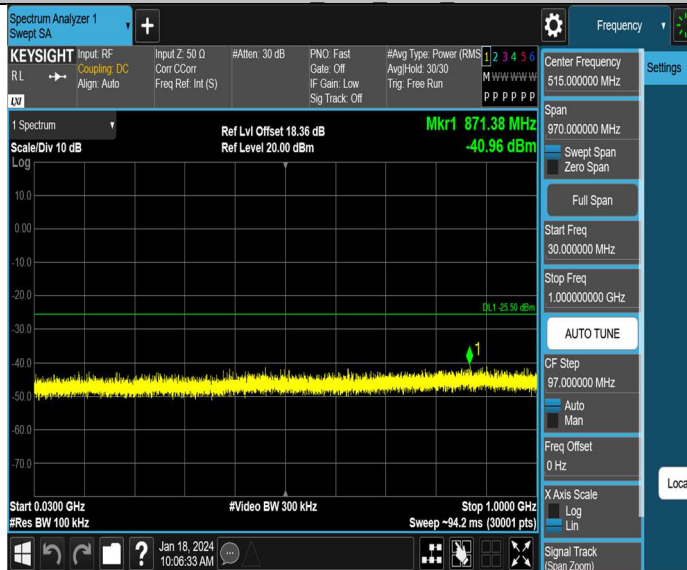 Spectrum Analyzer 1
Swept SA
+
Frequency
KEYSIGHT
RL
LXI
Input: RF
Coupling: DC
Align: Auto
Input Z: 50 Ω
Corr CCorr
Freq Ref: Int (S)
#Atten: 30 dB
PNO: Fast
Gate: Off
IF Gain: Low
Sig Track: Off
#Avg Type: Power (RMS
Avg|Hold: 30/30
Trig: Free Run
1 2 3 4 5 6
M W W W W W
P P P P P P
1 Spectrum
Scale/Div 10 dB
Ref Lvl Offset 18.36 dB
Ref Level 20.00 dBm
Mkr1 871.38 MHz
-40.96 dBm
Log
10.0
0.00
-10.0
-20.0
-30.0
-40.0
-50.0
-60.0
-70.0
DL1 -25.50 dBm
1
Start 0.0300 GHz
#Res BW 100 kHz
#Video BW 300 kHz
Stop 1.0000 GHz
Sweep ~94.2 ms (30001 pts)
?
Jan 18, 2024
10:06:33 AM
Center Frequency
515.000000 MHz
Span
970.000000 MHz
Swept Span
Zero Span
Full Span
Start Freq
30.000000 MHz
Stop Freq
1.000000000 GHz
AUTO TUNE
CF Step
97.000000 MHz
Auto
Man
Freq Offset
0 Hz
X Axis Scale
Log
Lin
Signal Track
(Span Zoom)
Settings
Loca